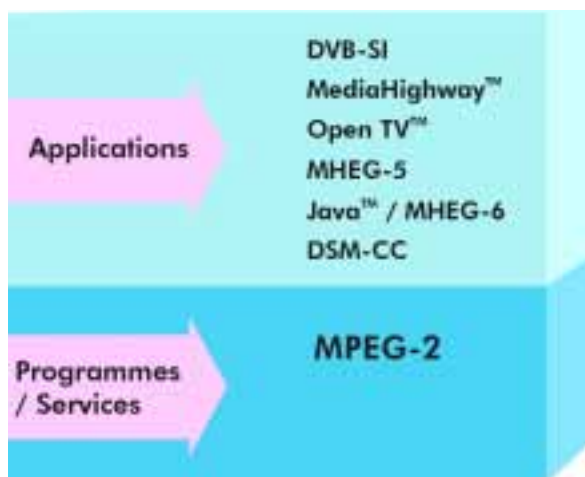 DVB-SI
MediaHighway™
Open TV™
Applications
MHEG-5
Java™ / MHEG-6
DSM-CC
MPEG-2
Programmes
/ Services